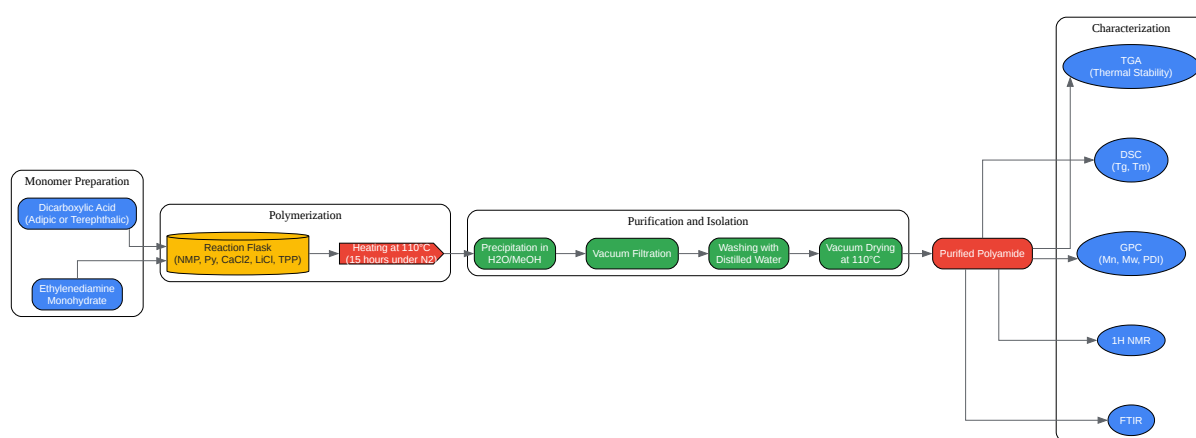 Monomer Preparation
Dicarboxylic Acid
(Adipic or Terephthalic)
Ethylenediamine
Monohydrate
Polymerization
Reaction Flask
(NMP, Py, CaCl2, LiCl, TPP)
Heating at 110°C
(15 hours under N2)
Purification and Isolation
Precipitation in
H2O/MeOH
Vacuum Filtration
Washing with
Distilled Water
Vacuum Drying
at 110°C
Purified Polyamide
Characterization
TGA
(Thermal Stability)
DSC
(Tg, Tm)
GPC
(Mn, Mw, PDI)
1H NMR
FTIR